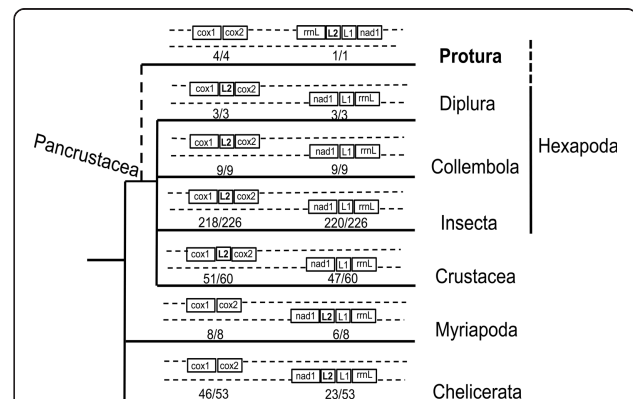 cox1 cox2 rrnL L2 L1 nad1
4/4 1/1 Protura
cox1 L2 cox2 nad1 L1 rrnL
3/3 3/3 Diplura
cox1 L2 cox2 nad1 L1 rrnL
9/9 9/9 Collembola
Pancrustacea
Hexapoda
cox1 L2 cox2 nad1 L1 rrnL
218/226 220/226 Insecta
cox1 L2 cox2 nad1 L1 rrnL
51/60 47/60 Crustacea
cox1 cox2 nad1 L2 L1 rrnL
8/8 6/8 Myriapoda
cox1 cox2 nad1 L2 L1 rrnL
46/53 23/53 Chelicerata